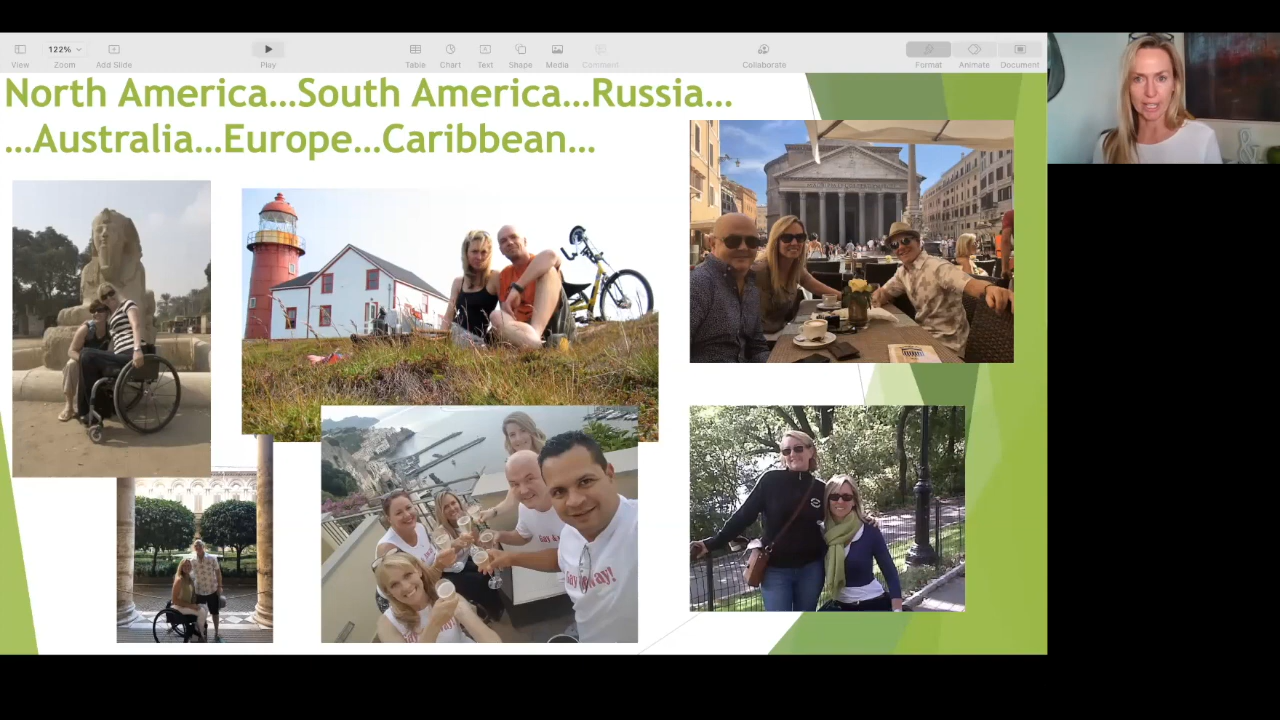 122%
View
Zoom
Add Slide
Play
Table
Chart
Text
Shape
Media
Comment
Collaborate
Format
Animate
Document
North America...South America...Russia...
...Australia...Europe...Caribbean...